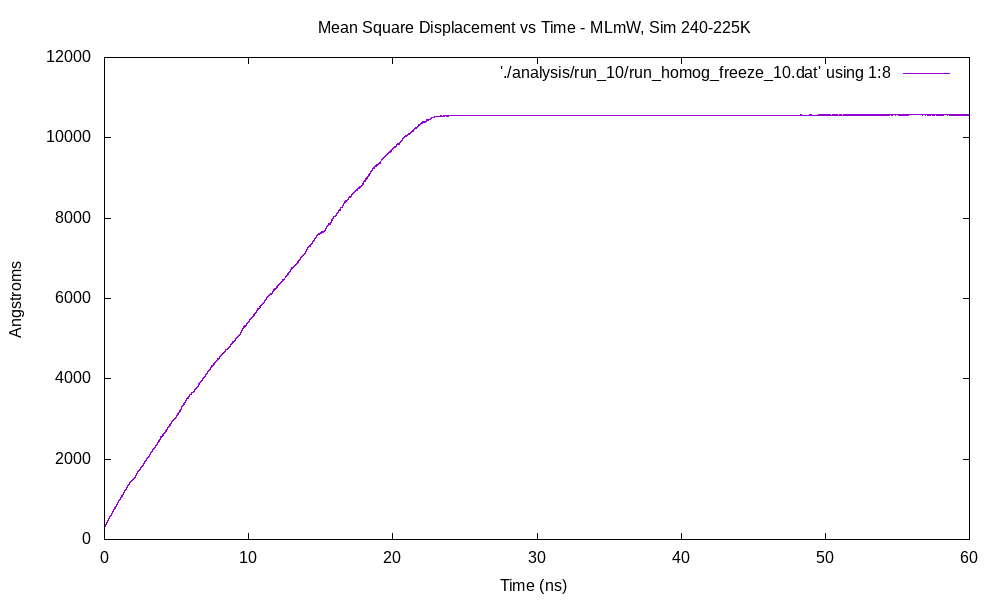 Mean Square Displacement vs Time - MLmW, Sim 240-225K
12000
'./analysis/run_10/run_homog_freeze_10.dat' using 1:8
10000
8000
6000
4000
2000
0
Angstroms
0 10 20 30 40 50 60
Time (ns)